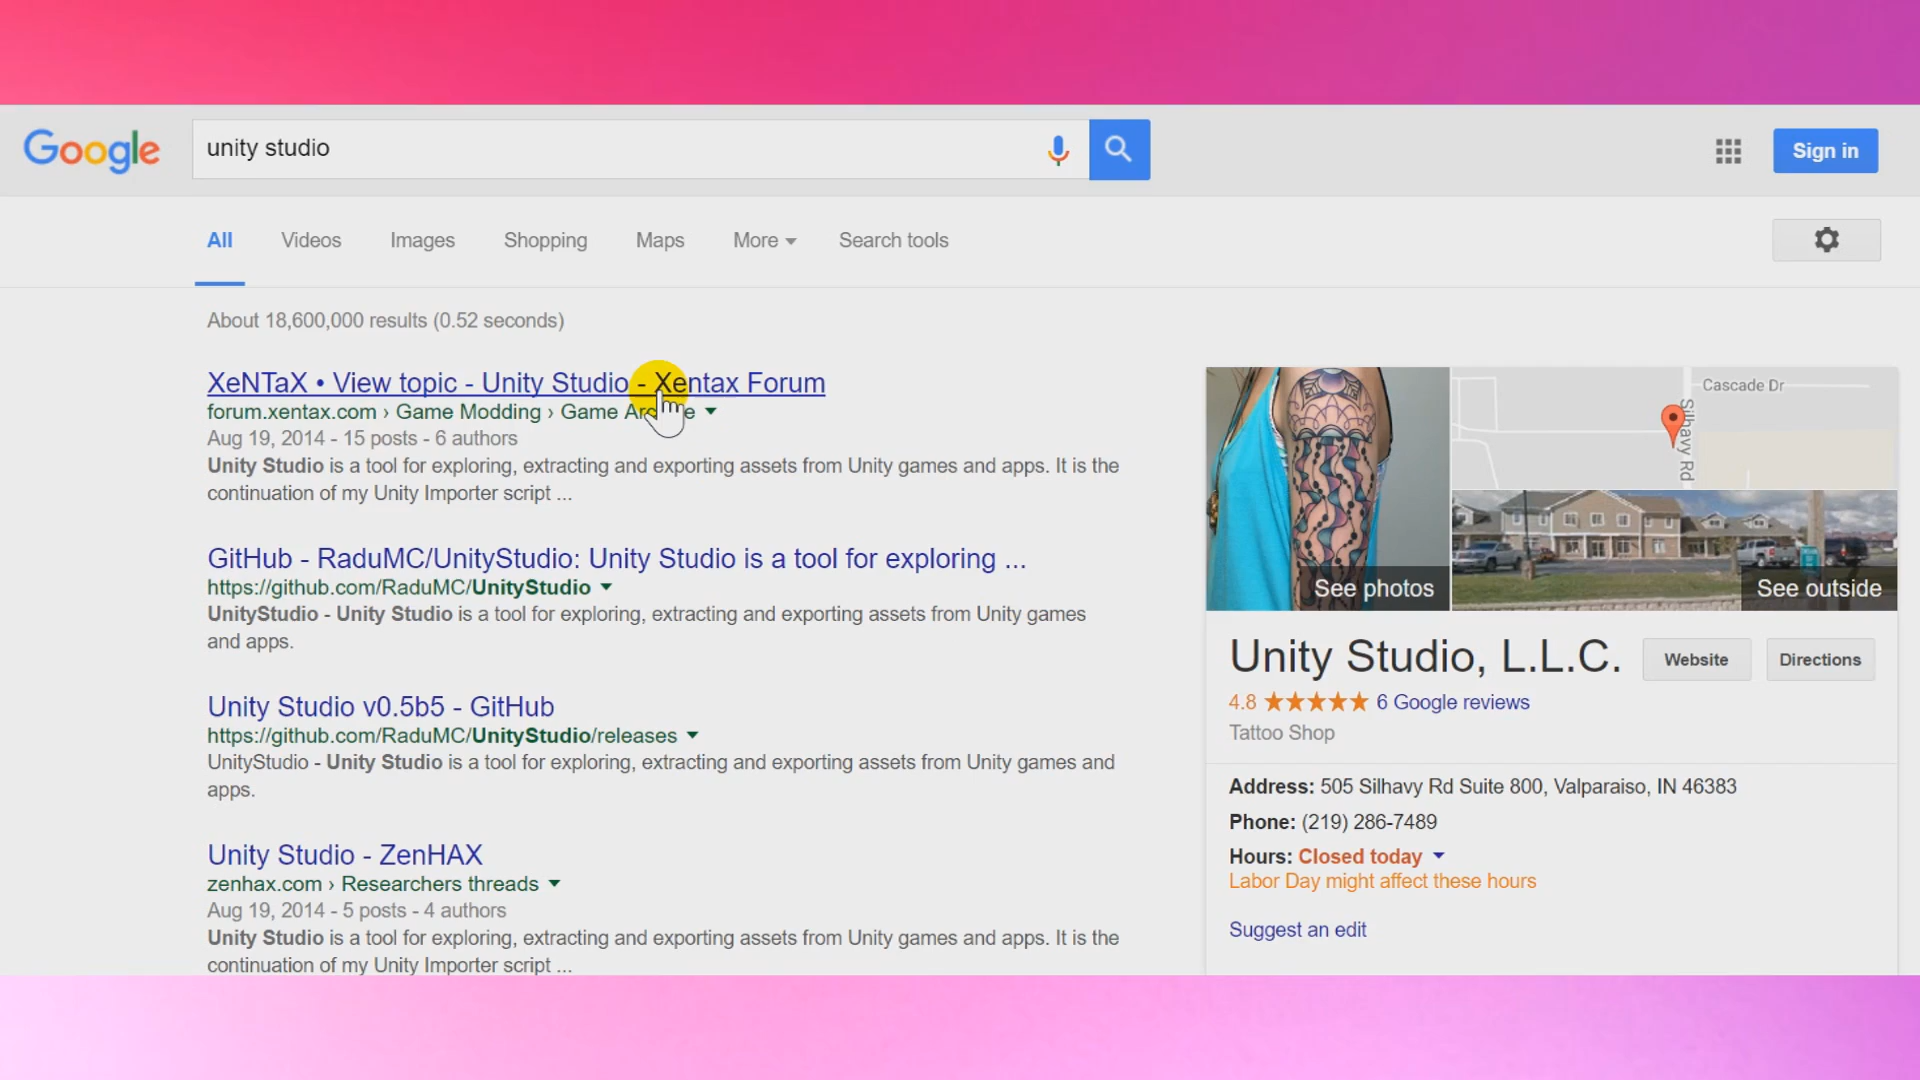 Google
unity studio
Sign in
All
Videos
Images
Shopping
Maps
More
Search tools
About 18,600,000 results (0.52 seconds)
XeNTaX • View topic - Unity Studio - Xentax Forum
forum.xentax.com › Game Modding ›  Game
Aug 19, 2014 - 15 posts - 6 authors
Unity Studio is a tool for exploring, extracting and exporting assets from Unity games and apps. It is the
continuation of my Unity Importer script ...
GitHub - RaduMC/UnityStudio: Unity Studio is a tool for exploring ...
https://github.com/RaduMC/UnityStudio
UnityStudio - Unity Studio is a tool for exploring, extracting and exporting assets from Unity games
and apps.
Unity Studio v0.5b5 - GitHub
https://github.com/RaduMC/UnityStudio/releases
UnityStudio - Unity Studio is a tool for exploring, extracting and exporting assets from Unity games and
apps.
Unity Studio - ZenHAX
zenhax.com › Researchers threads
Aug 19, 2014 - 5 posts - 4 authors
Unity Studio is a tool for exploring, extracting and exporting assets from Unity games and apps. It is the
continuation of my Unity Importer script ...
Cascade Dr
Silhavy Rd
See photos
See outside
Unity Studio, L.L.C.
Website
Directions
4.8 6 Google reviews
Tattoo Shop
Address: 505 Silhavy Rd Suite 800, Valparaiso, IN 46383
Phone: (219) 286-7489
Hours: Closed today
Labor Day might affect these hours
Suggest an edit